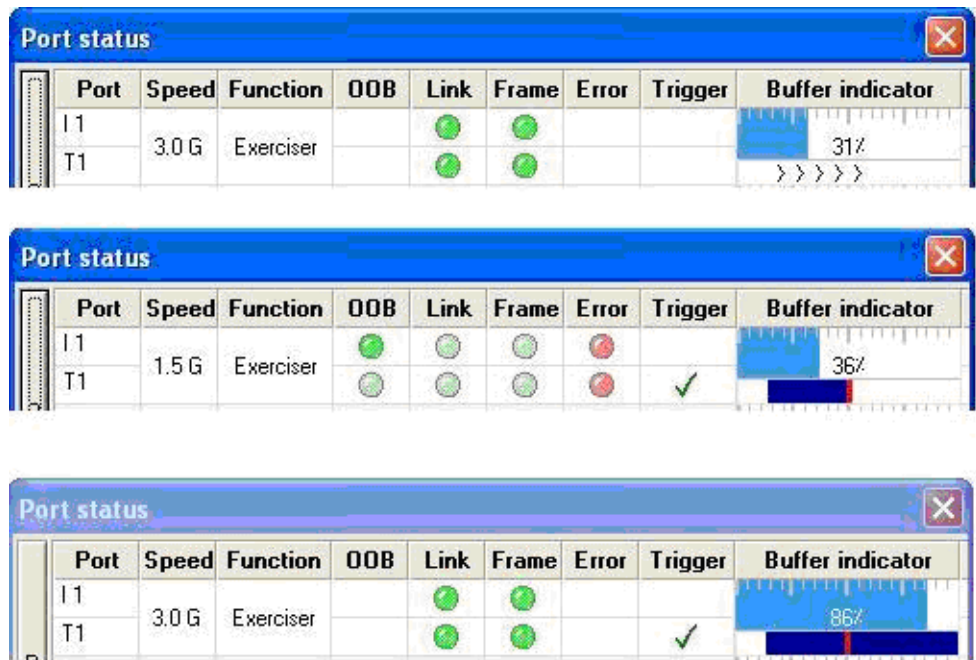 Port status
Port Speed Function OOB Link Frame Error Trigger Buffer indicator
I1
3.0 G Exerciser 31%
T1
>>>>>
Port status
Port Speed Function OOB Link Frame Error Trigger Buffer indicator
I1
1.5 G Exerciser 36%
T1
Port status
Port Speed Function OOB Link Frame Error Trigger Buffer indicator
I1
3.0 G Exerciser 86%
T1